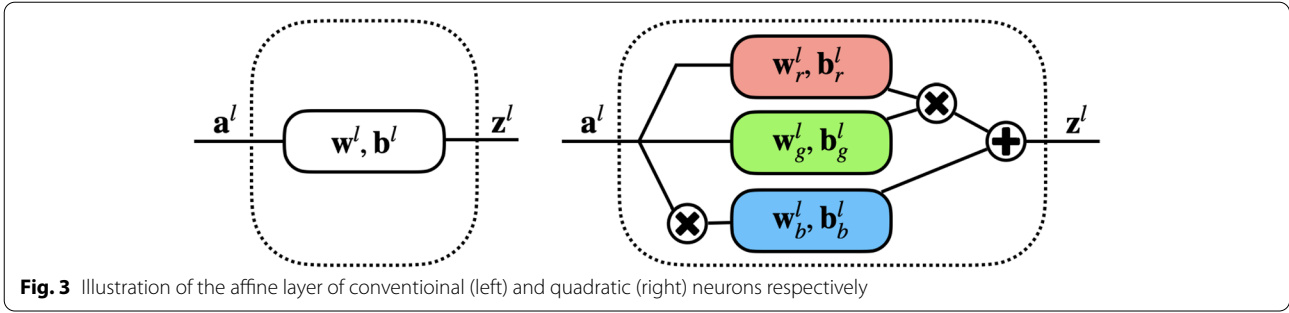 a^l
w^l, b^l
z^l
a^l
w_r^l, b_r^l
w_g^l, b_g^l
w_b^l, b_b^l
z^l
Fig. 3 Illustration of the affine layer of conventioinal (left) and quadratic (right) neurons respectively